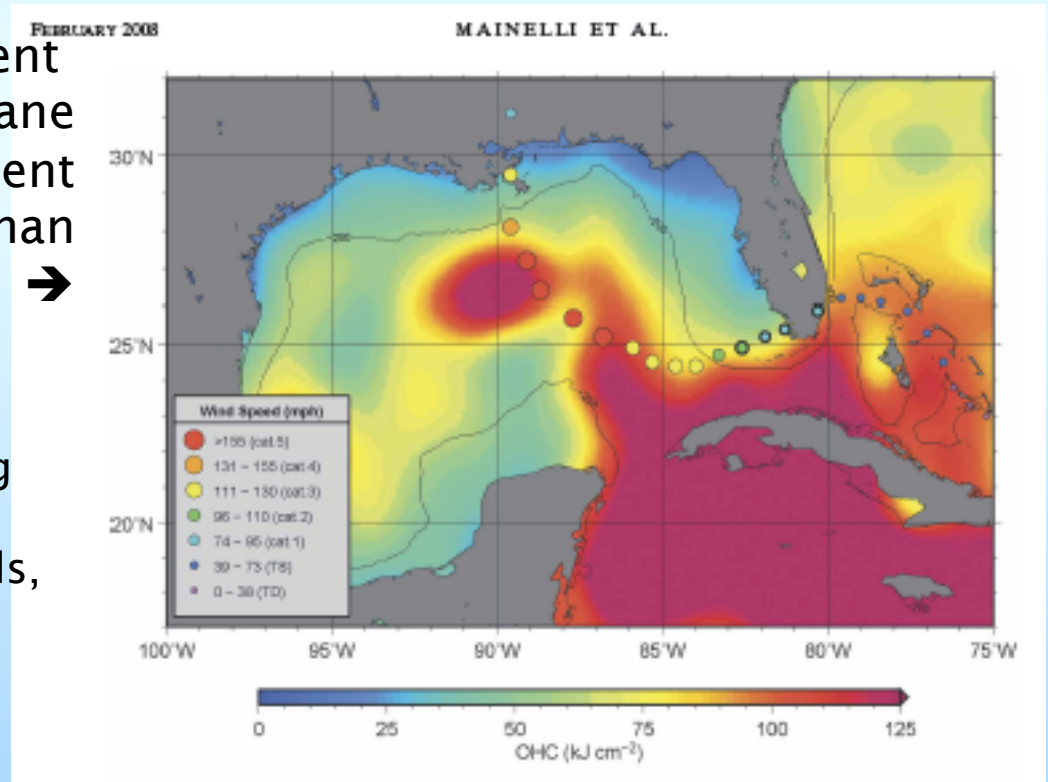 FEBRUARY 2008
MAINELLI ET AL.
ent
ane
ent
nan
→
g
ls,
30°N
25°N
20°N
Wind Speed (mph)
>155 (cat.5)
131 – 155 (cat.4)
111 – 130 (cat.3)
96 – 110 (cat.2)
74 – 95 (cat.1)
39 – 73 (TS)
0 – 38 (TD)
100°W 95°W 90°W 85°W 80°W 75°W
0 25 50 75 100 125
OHC (kJ cm⁻²)